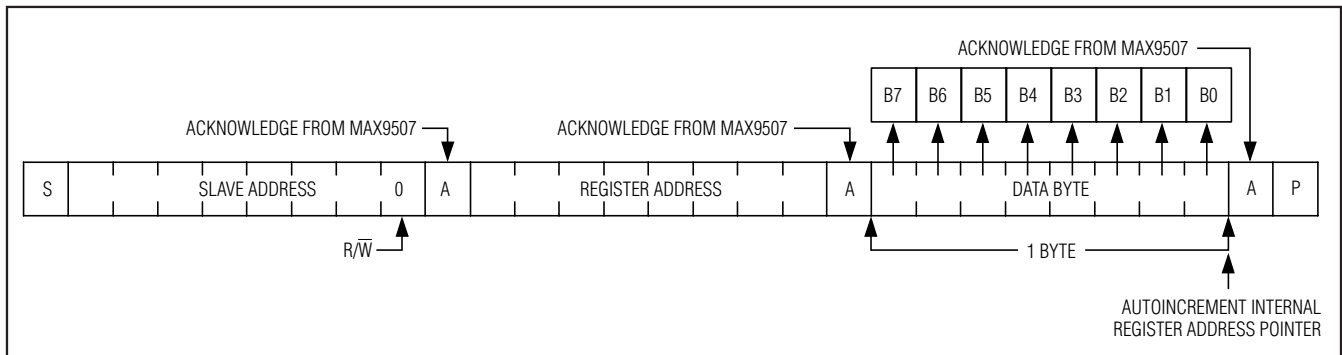 ACKNOWLEDGE FROM MAX9507
B7 B6 B5 B4 B3 B2 B1 B0
ACKNOWLEDGE FROM MAX9507 ACKNOWLEDGE FROM MAX9507
S SLAVE ADDRESS 0 A REGISTER ADDRESS A DATA BYTE A P
R/W̅ 1 BYTE
AUTOINCREMENT INTERNAL
REGISTER ADDRESS POINTER